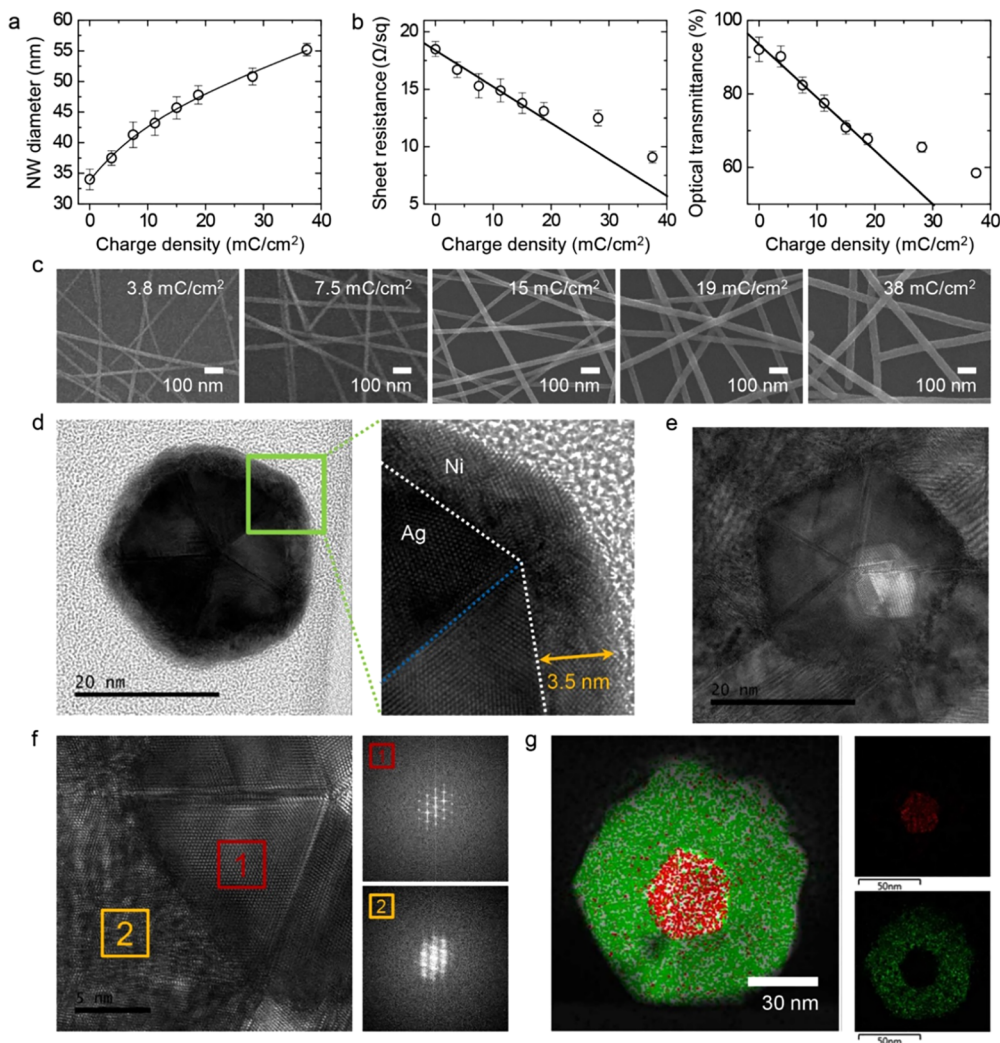 a
NW diameter (nm)
60
55
50
45
40
35
30
0 10 20 30 40
Charge density (mC/cm²)
b
Sheet resistance (Ω/sq)
20
15
10
5
0 10 20 30 40
Charge density (mC/cm²)
Optical transmittance (%)
100
80
60
0 10 20 30 40
Charge density (mC/cm²)
c
3.8 mC/cm²
100 nm
7.5 mC/cm²
100 nm
15 mC/cm²
100 nm
19 mC/cm²
100 nm
38 mC/cm²
100 nm
d
20 nm
Ni
Ag
3.5 nm
e
20 nm
f
1
2
5 nm
1
2
g
30 nm
50nm
50nm